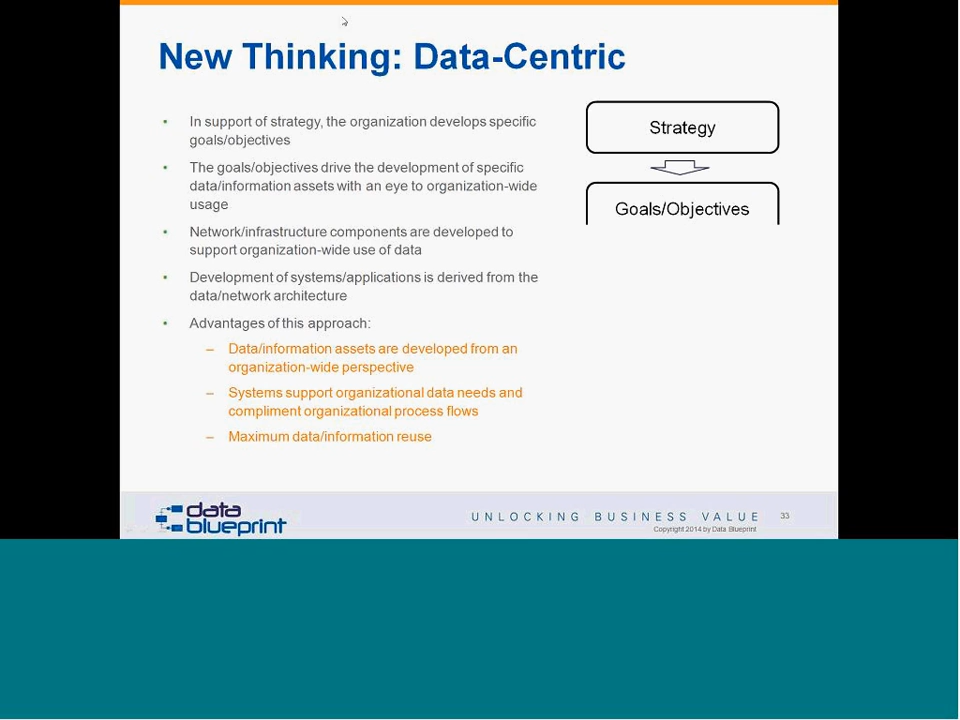 New Thinking: Data-Centric
• In support of strategy, the organization develops specific
goals/objectives
• The goals/objectives drive the development of specific
data/information assets with an eye to organization-wide
usage
• Network/infrastructure components are developed to
support organization-wide use of data
• Development of systems/applications is derived from the
data/network architecture
• Advantages of this approach:
– Data/information assets are developed from an
organization-wide perspective
– Systems support organizational data needs and
compliment organizational process flows
– Maximum data/information reuse
Strategy
Goals/Objectives
data
blueprint
UNLOCKING BUSINESS VALUE
33
Copyright 2014 by Data Blueprint